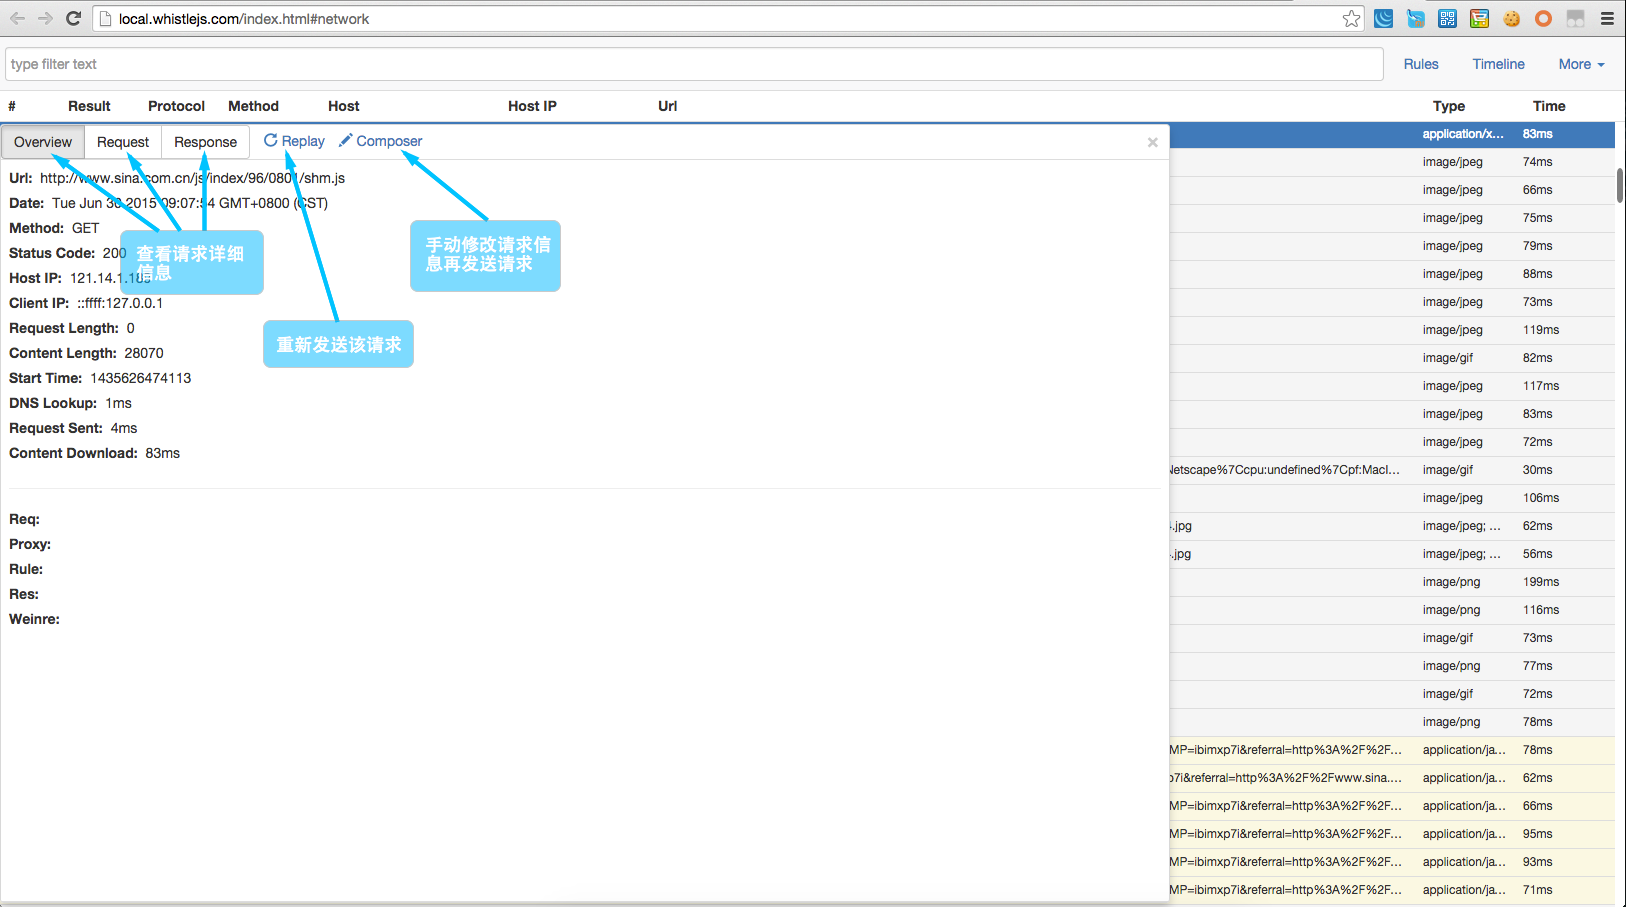 local.whistlejs.com/index.html#network
type filter text
Rules Timeline More
# Result Protocol Method Host Host IP Url Type Time
Overview Request Response Replay Composer ×
Url: http://www.sina.com.cn/js/index/96/0801/shm.js
Date: Tue Jun 30 2015 09:07:54 GMT+0800 (CST)
Method: GET
Status Code: 200
Host IP: 121.14.1.189
Client IP: ::ffff:127.0.0.1
Request Length: 0
Content Length: 28070
Start Time: 1435626474113
DNS Lookup: 1ms
Request Sent: 4ms
Content Download: 83ms
查看请求详细
信息
手动修改请求信
息再发送请求
重新发送该请求
Req:
Proxy:
Rule:
Res:
Weinre:
application/x... 83ms
image/jpeg 74ms
image/jpeg 66ms
image/jpeg 75ms
image/jpeg 79ms
image/jpeg 88ms
image/jpeg 73ms
image/jpeg 119ms
image/gif 82ms
image/jpeg 117ms
image/jpeg 83ms
image/jpeg 72ms
Netscape%7Ccpu:undefined%7Cpf:MacI... image/gif 30ms
image/jpeg 106ms
.jpg image/jpeg; ... 62ms
.jpg image/jpeg; ... 56ms
image/png 199ms
image/png 116ms
image/gif 73ms
image/png 77ms
image/gif 72ms
image/png 78ms
MP=ibimxp7i&referral=http%3A%2F%2F... application/ja... 78ms
p7i&referral=http%3A%2F%2Fwww.sina.... application/ja... 62ms
MP=ibimxp7i&referral=http%3A%2F%2F... application/ja... 66ms
MP=ibimxp7i&referral=http%3A%2F%2F... application/ja... 95ms
MP=ibimxp7i&referral=http%3A%2F%2F... application/ja... 93ms
MP=ibimxp7i&referral=http%3A%2F%2F... application/ja... 71ms